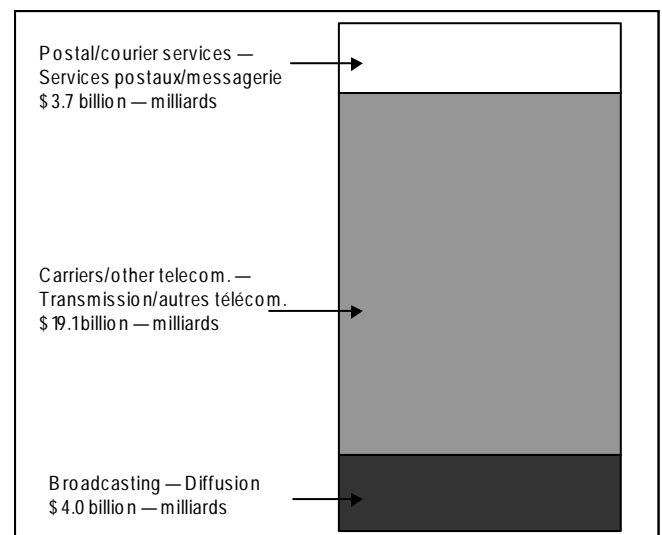 Postal/courier services —
Services postaux/messagerie
$3.7 billion — milliards
Carriers/other telecom. —
Transmission/autres télécom.
$19.1billion — milliards
Broadcasting — Diffusion
$4.0 billion — milliards